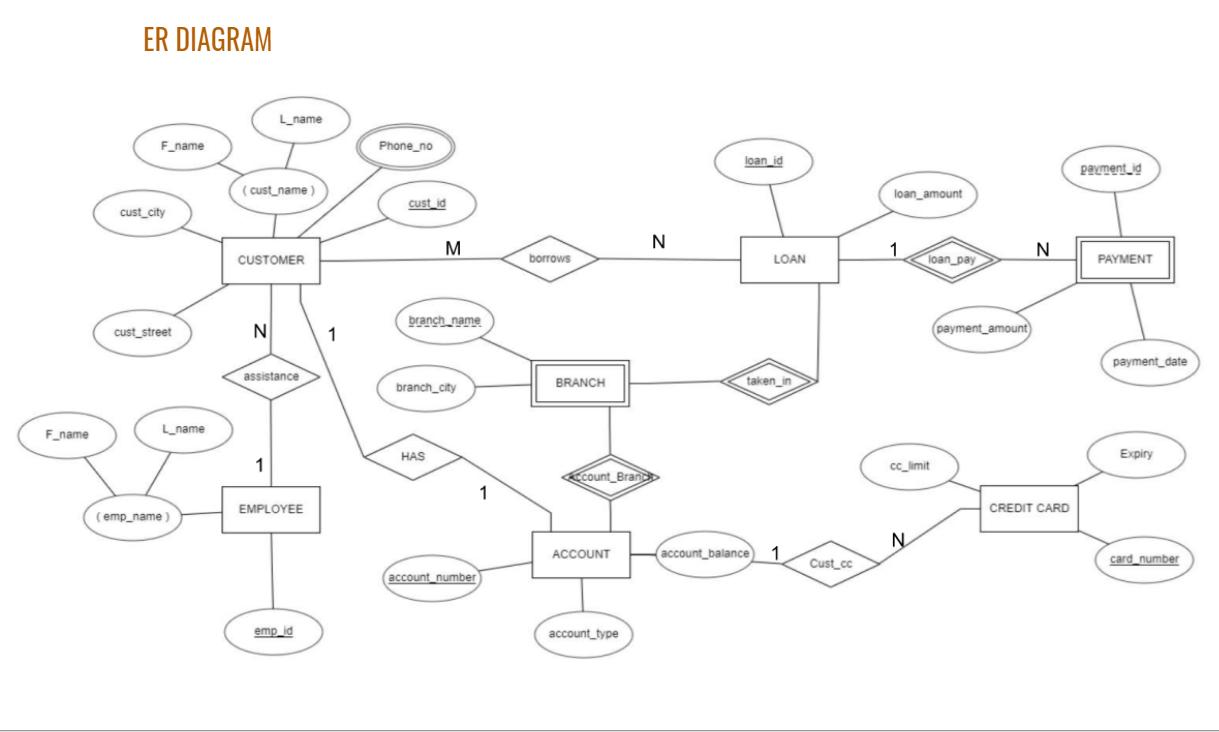 ER DIAGRAM
L_name
F_name
Phone_no
( cust_name )
cust_id
cust_city
CUSTOMER
cust_street
M
borrows
N
loan_id
loan_amount
LOAN
1
loan_pay
N
payment_id
PAYMENT
payment_amount
payment_date
N
1
assistance
1
branch_name
branch_city
BRANCH
taken_in
F_name
L_name
( emp_name )
EMPLOYEE
emp_id
HAS
1
account_Branch
ACCOUNT
account_number
account_type
account_balance
1
Cust_cc
N
cc_limit
Expiry
CREDIT CARD
card_number